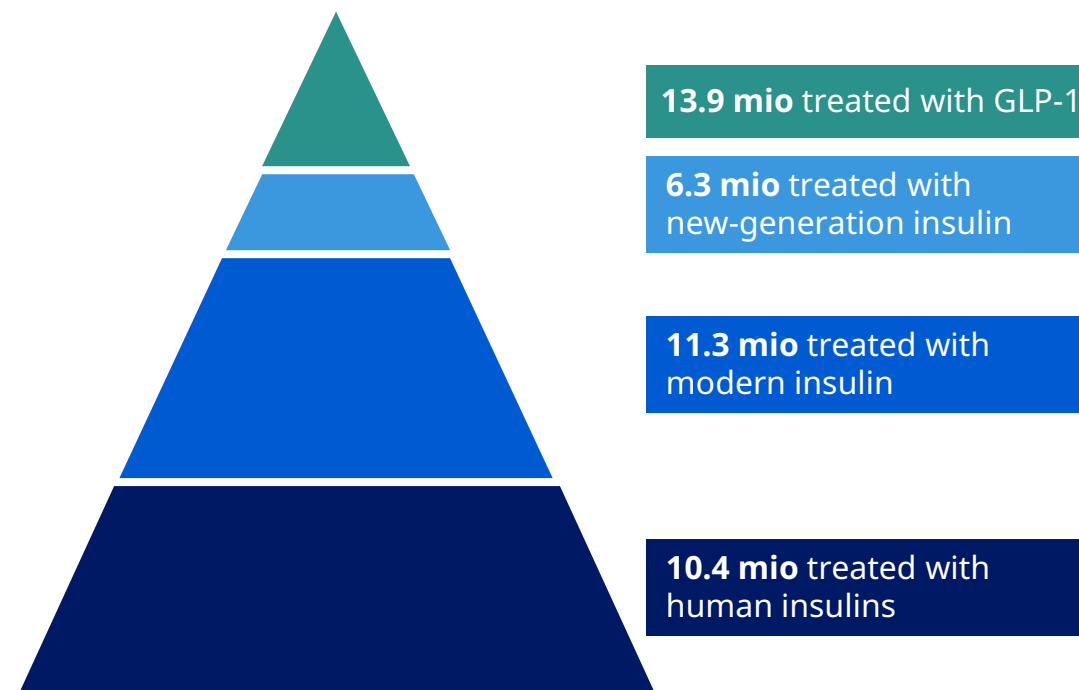 13.9 mio treated with GLP-1
6.3 mio treated with
new-generation insulin
11.3 mio treated with
modern insulin
10.4 mio treated with
human insulins